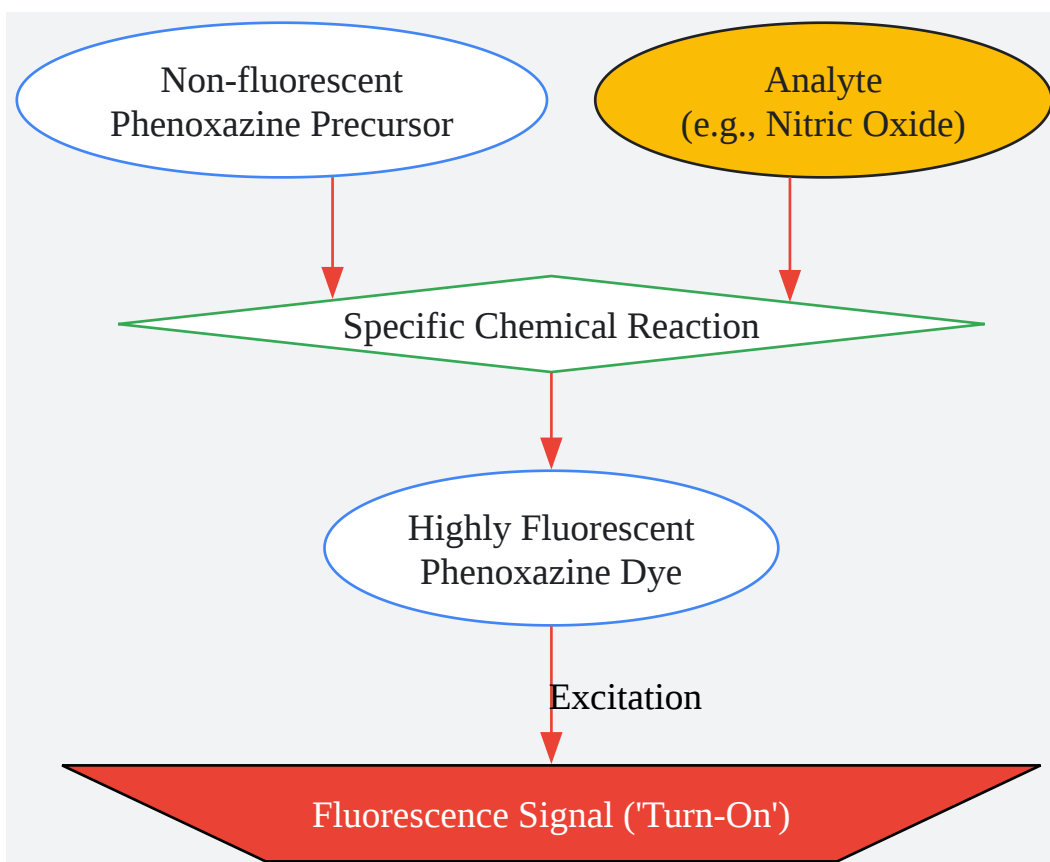 Non-fluorescent
Phenoxazine Precursor
Analyte
(e.g., Nitric Oxide)
Specific Chemical Reaction
Highly Fluorescent
Phenoxazine Dye
Excitation
Fluorescence Signal ('Turn-On')